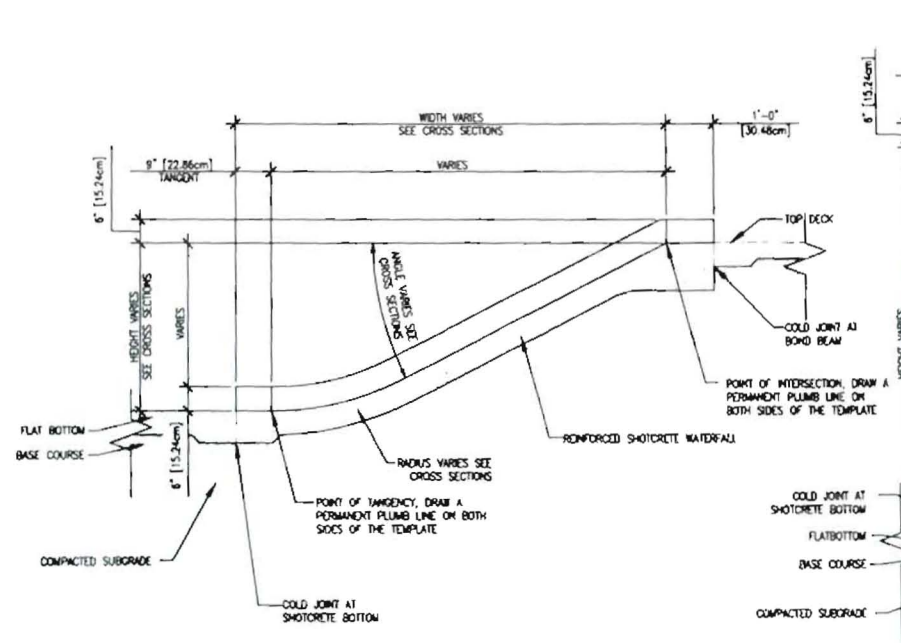 6" [15.24cm]
WIDTH VARIES
SEE CROSS SECTIONS
1'-0"
[30.48cm]
9" [22.86cm]
TANGENT
VARIES
6" [15.24cm]
TOP DECK
ANGLE VARIES SEE
CROSS SECTIONS
HEIGHT VARIES
SEE CROSS SECTIONS
VARIES
COLD JOINT AT
BOND BEAM
HEIGHT VARIES
POINT OF INTERSECTION, DRAW A
PERMANENT PLUMB LINE ON
BOTH SIDES OF THE TEMPLATE
FLAT BOTTOM
BASE COURSE
REINFORCED SHOTCRETE WATERFALL
6" [15.24cm]
RADIUS VARIES SEE
CROSS SECTIONS
POINT OF TANGENCY, DRAW A
PERMANENT PLUMB LINE ON BOTH
SIDES OF THE TEMPLATE
COLD JOINT AT
SHOTCRETE BOTTOM
FLATBOTTOM
BASE COURSE
COMPACTED SUBGRADE
COLD JOINT AT
SHOTCRETE BOTTOM
COMPACTED SUBGRADE